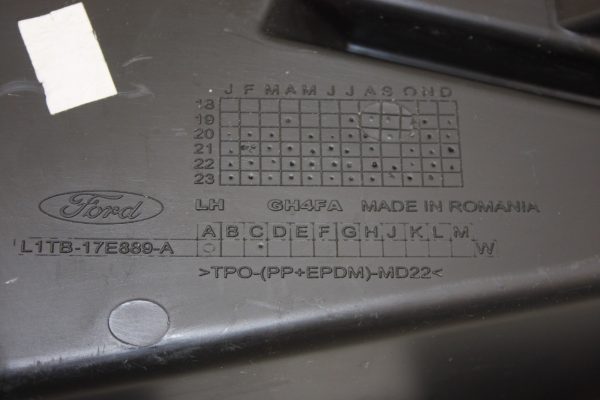 J F M A M J J A S O N D
18
19
20
21
22
23
Ford
LH GH4FA MADE IN ROMANIA
A B C D E F G H J K L M
L1TB-17E889-A W
>TPO-(PP+EPDM)-MD22<